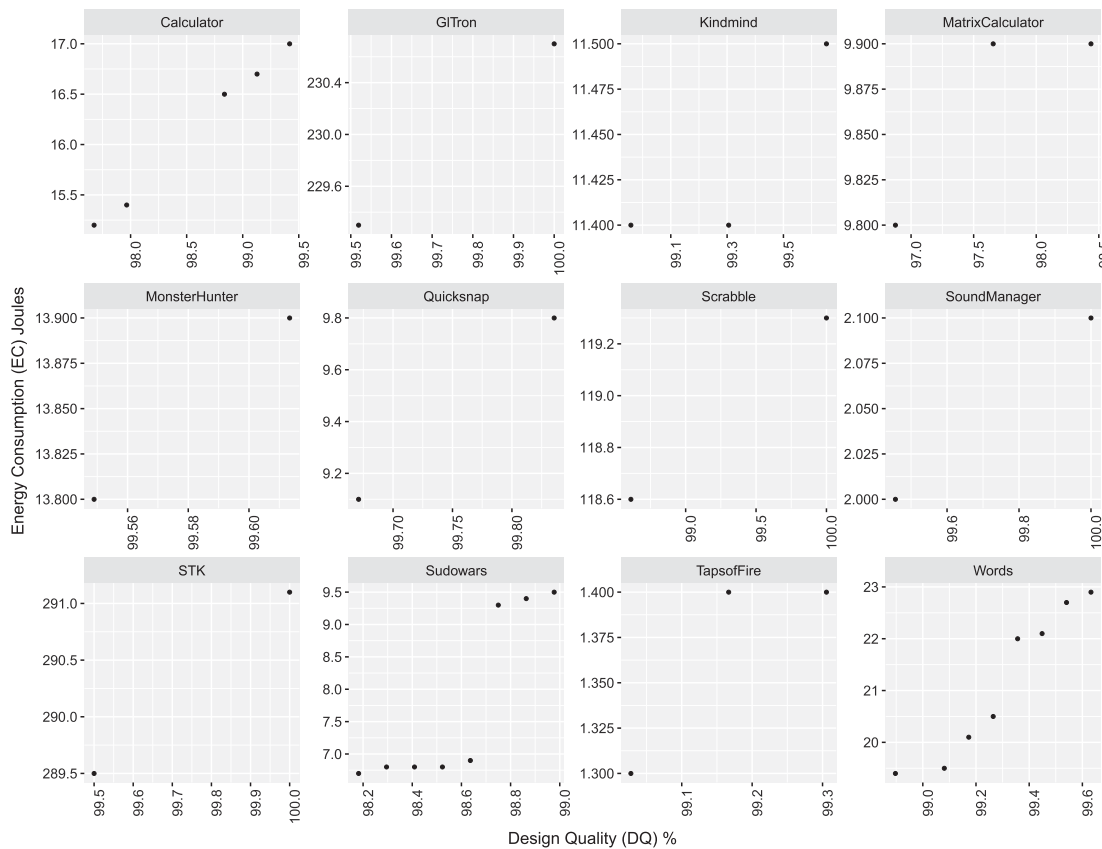 Calculator GlTron Kindmind MatrixCalculator
17.0 11.500 9.900
230.4
16.5 11.475 9.875
16.0 230.0 11.450 9.850
229.6 11.425 9.825
15.5
11.400 9.800
98.0 98.5 99.0 99.5 99.5 99.6 99.7 99.8 99.9 100.0 99.1 99.3 99.5 97.0 97.5 98.0
MonsterHunter Quicksnap Scrabble SoundManager
13.900 9.8 2.100
119.2
13.875 9.6 2.075
119.0
13.850 9.4 2.050
118.8
13.825 9.2 2.025
13.800 118.6 2.000
99.56 99.58 99.60 99.70 99.75 99.80 99.0 99.5 100.0 99.6 99.8 100.0
Energy Consumption (EC) Joules
STK Sudowars TapsofFire Words
291.0 9.5 1.400 23
9.0
290.5 8.5 1.375 22
8.0 1.350
290.0 21
7.5 1.325
7.0 20
289.5 1.300
99.5 99.6 99.7 99.8 99.9 100.0 98.2 98.4 98.6 98.8 99.0 99.1 99.2 99.3 99.0 99.2 99.4 99.6
Design Quality (DQ) %